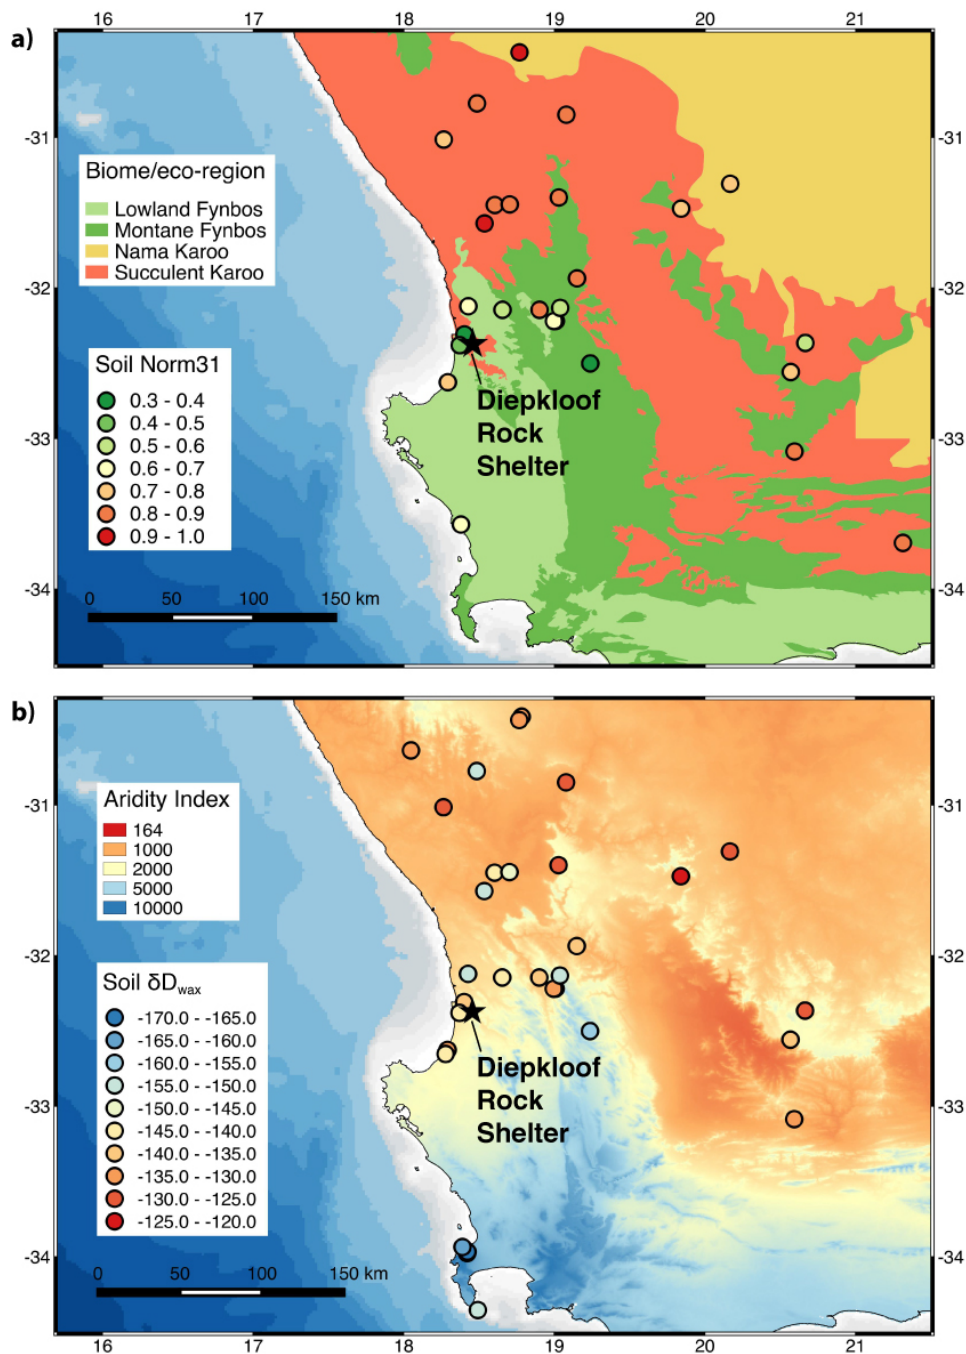 16 17 18 19 20 21
a)
-31 -31
Biome/eco-region
Lowland Fynbos
Montane Fynbos
Nama Karoo
Succulent Karoo
-32 -32
Soil Norm31
0.3 - 0.4
0.4 - 0.5
0.5 - 0.6
0.6 - 0.7
0.7 - 0.8
0.8 - 0.9
0.9 - 1.0
Diepkloof
Rock
Shelter
-33 -33
-34 -34
0 50 100 150 km
b)
-31 -31
Aridity Index
164
1000
2000
5000
10000
-32 -32
Soil δDwax
-170.0 - -165.0
-165.0 - -160.0
-160.0 - -155.0
-155.0 - -150.0
-150.0 - -145.0
-145.0 - -140.0
-140.0 - -135.0
-135.0 - -130.0
-130.0 - -125.0
-125.0 - -120.0
Diepkloof
Rock
Shelter
-33 -33
-34 -34
0 50 100 150 km
16 17 18 19 20 21